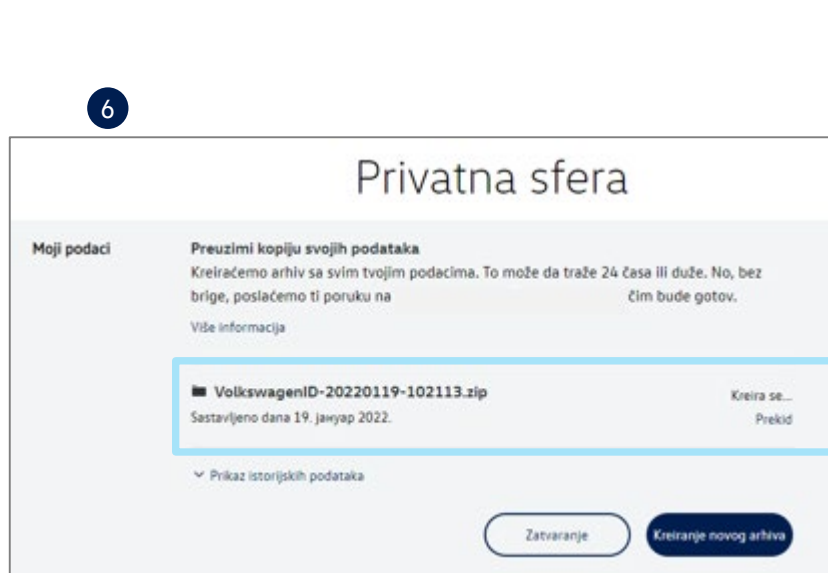 6
Privatna sfera
Moji podaci
Preuzimi kopiju svojih podataka
Kreiraćemo arhiv sa svim tvojim podacima. To može da traže 24 časa ili duže. No, bez
brige, poslaćemo ti poruku na čim bude gotov.
Više informacija
VolkswagenID-20220119-102113.zip
Kreira se...
Sastavljeno dana 19. јануар 2022.
Prekid
Prikaz istorijskih podataka
Zatvaranje
Kreiranje novog arhiva